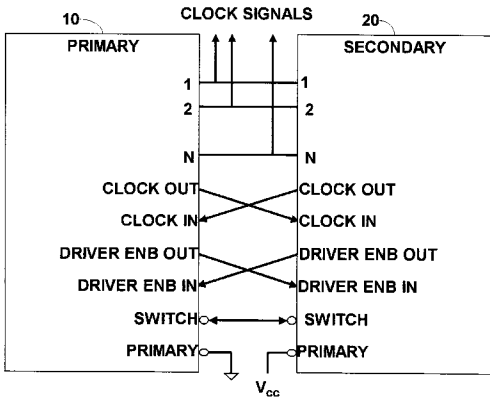 CLOCK SIGNALS
10
20
PRIMARY
SECONDARY
1 1
2 2
N N
CLOCK OUT CLOCK OUT
CLOCK IN CLOCK IN
DRIVER ENB OUT DRIVER ENB OUT
DRIVER ENB IN DRIVER ENB IN
SWITCH SWITCH
PRIMARY PRIMARY
Vcc